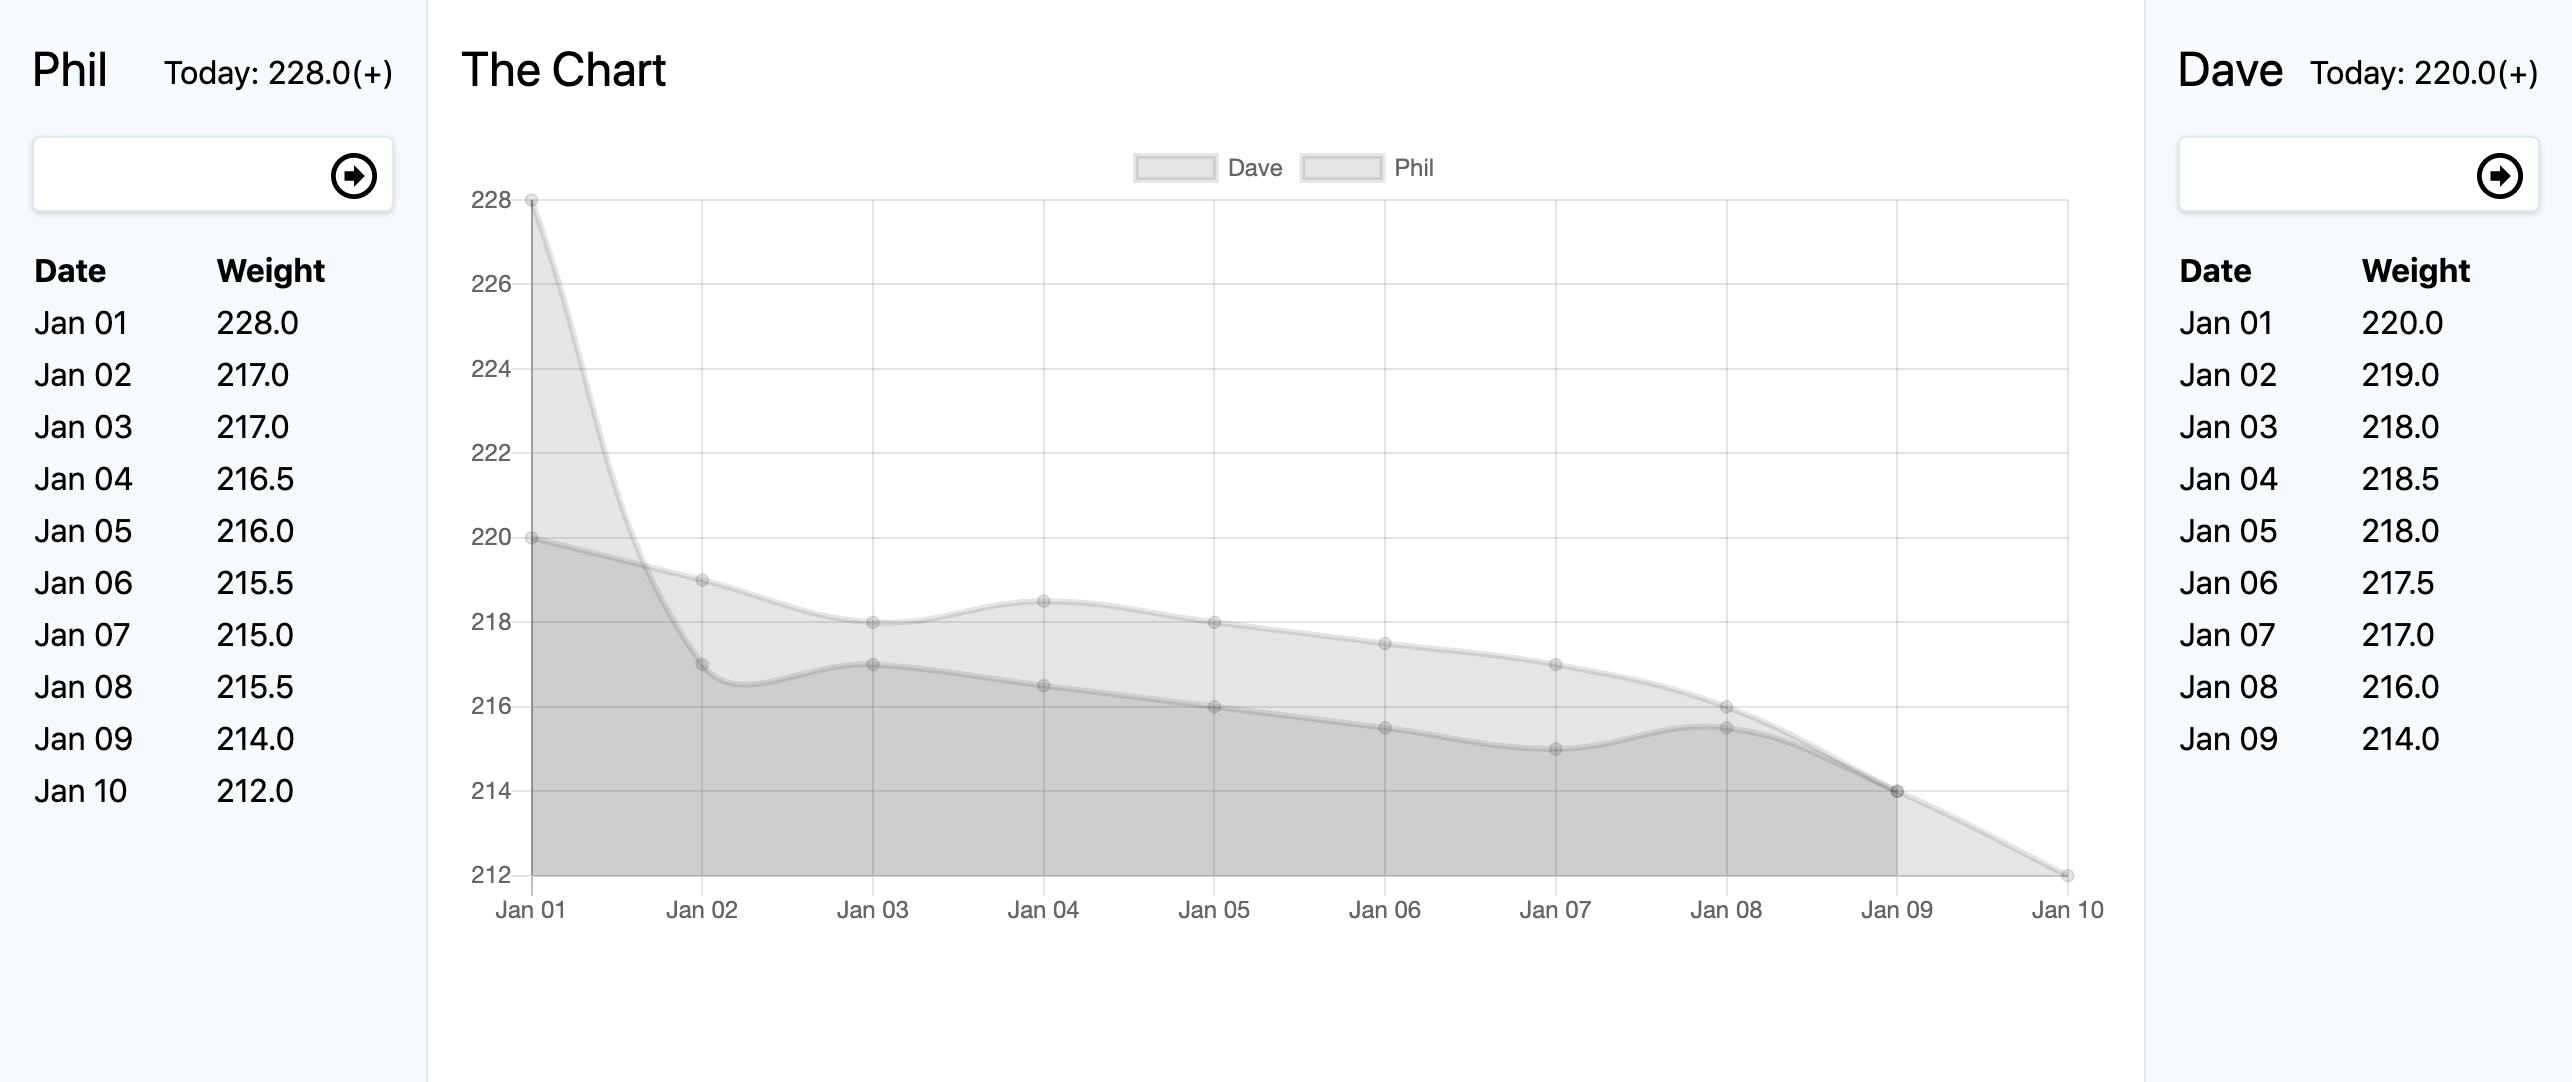 Phil Today: 228.0(+)
Date Weight
Jan 01 228.0
Jan 02 217.0
Jan 03 217.0
Jan 04 216.5
Jan 05 216.0
Jan 06 215.5
Jan 07 215.0
Jan 08 215.5
Jan 09 214.0
Jan 10 212.0
The Chart
Dave Phil
228
226
224
222
220
218
216
214
212
Jan 01 Jan 02 Jan 03 Jan 04 Jan 05 Jan 06 Jan 07 Jan 08 Jan 09 Jan 10
Dave Today: 220.0(+)
Date Weight
Jan 01 220.0
Jan 02 219.0
Jan 03 218.0
Jan 04 218.5
Jan 05 218.0
Jan 06 217.5
Jan 07 217.0
Jan 08 216.0
Jan 09 214.0